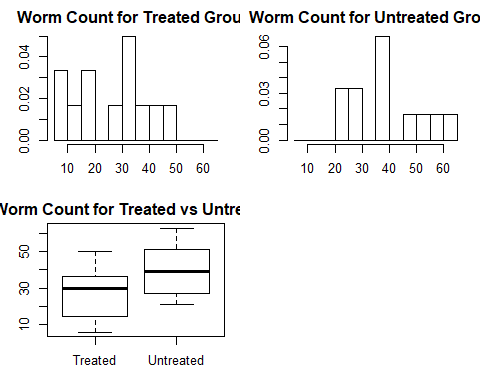 Worm Count for Treated Grou
0.00 0.02 0.04
10 20 30 40 50 60
Worm Count for Untreated Gro
0.00 0.03 0.06
10 20 30 40 50 60
Worm Count for Treated vs Untre
10 30 50
Treated Untreated